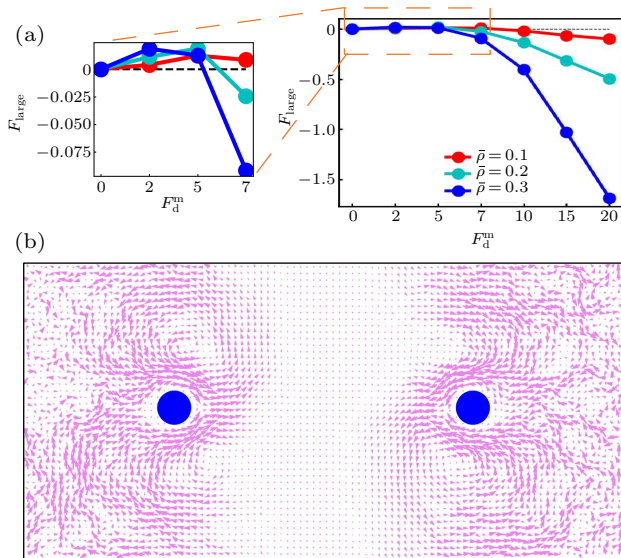 (a)
0
−0.025
−0.050
−0.075
F_large
0 2 5 7
F_d^m
0
−0.5
−1.0
−1.5
F_large
ρ̄ = 0.1
ρ̄ = 0.2
ρ̄ = 0.3
0 2 5 7 10 15 20
F_d^m
(b)